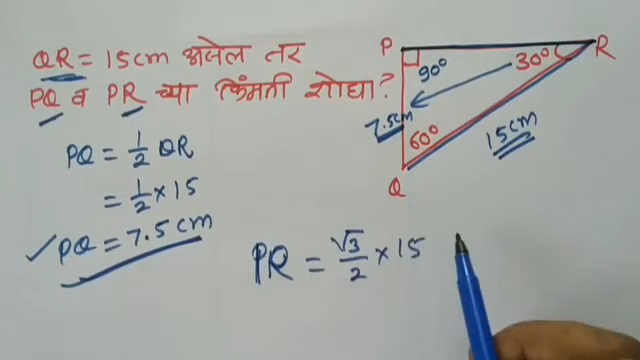 QR = 15cm असेल तर
PQ व PR च्या किंमती शोधा?
PQ = 1/2 QR
= 1/2 × 15
✓ PQ = 7.5 cm
PR = √3/2 × 15
P
R
90°
30°
7.5cm
60°
15cm
Q